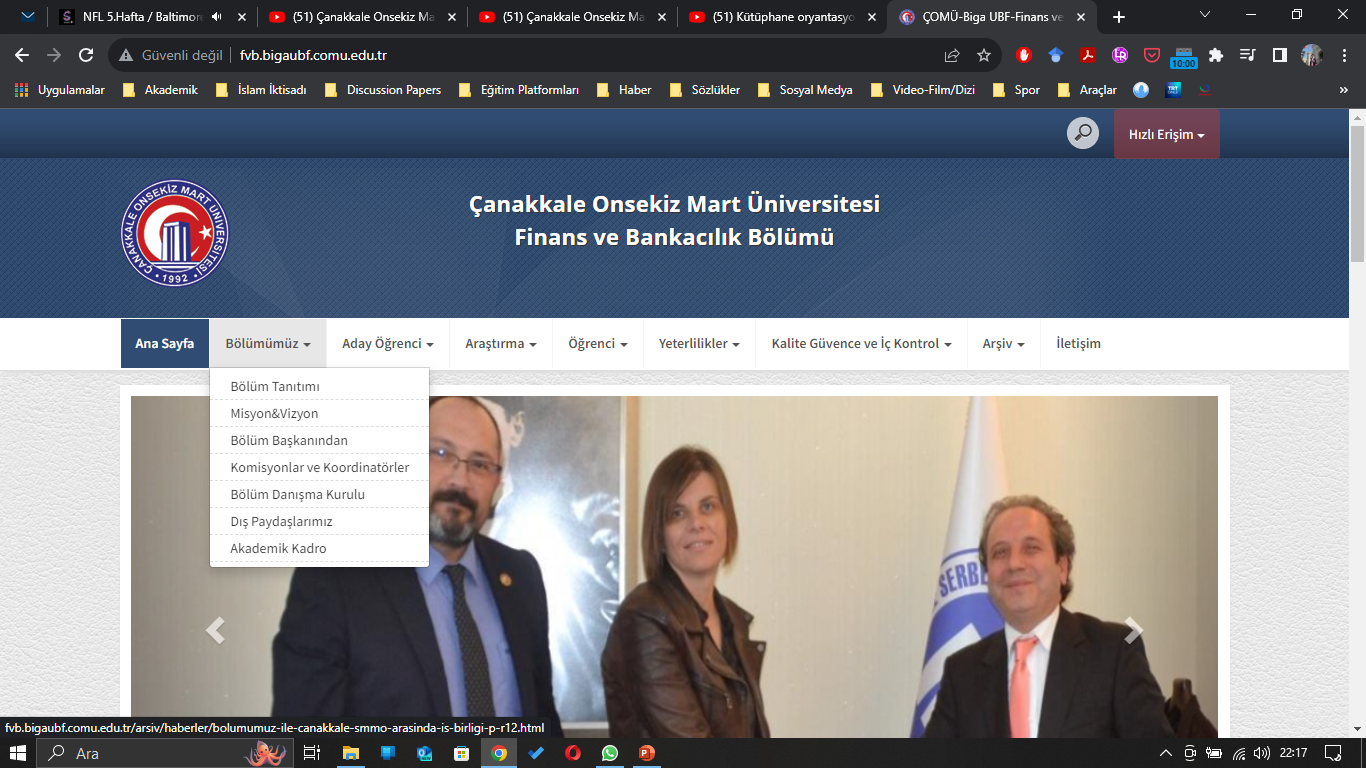 NFL 5.Hafta / Baltimore
(51) Çanakkale Onsekiz Ma
(51) Çanakkale Onsekiz Ma
(51) Kütüphane oryantasyo
ÇOMÜ-Biga UBF-Finans ve
Güvenli değil
fvb.bigaubf.comu.edu.tr
10:00
Uygulamalar
Akademik
İslam İktisadı
Discussion Papers
Eğitim Platformları
Haber
Sözlükler
Sosyal Medya
Video-Film/Dizi
Spor
Araçlar
Hızlı Erişim
ÇANAKKALE ONSEKİZ MART ÜNİVERSİTESİ
1992
Çanakkale Onsekiz Mart Üniversitesi
Finans ve Bankacılık Bölümü
Ana Sayfa
Bölümümüz
Aday Öğrenci
Araştırma
Öğrenci
Yeterlilikler
Kalite Güvence ve İç Kontrol
Arşiv
İletişim
Bölüm Tanıtımı
Misyon&Vizyon
Bölüm Başkanından
Komisyonlar ve Koordinatörler
Bölüm Danışma Kurulu
Dış Paydaşlarımız
Akademik Kadro
fvb.bigaubf.comu.edu.tr/arsiv/haberler/bolumumuz-ile-canakkale-smmo-arasinda-is-birligi-p-r12.html
Ara
22:17